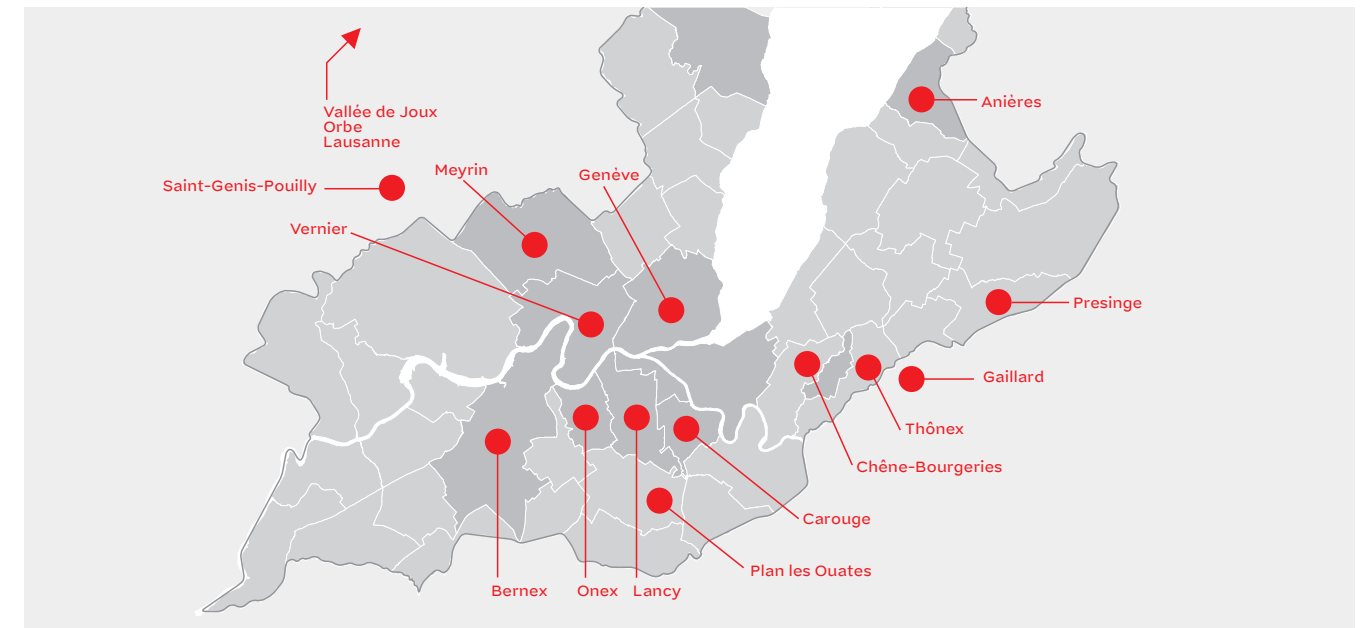 Anières
Vallée de Joux
Orbe
Lausanne
Meyrin
Genève
Saint-Genis-Pouilly
Vernier
Presinge
Gaillard
Thônex
Chêne-Bourgeries
Carouge
Plan les Ouates
Bernex
Onex
Lancy